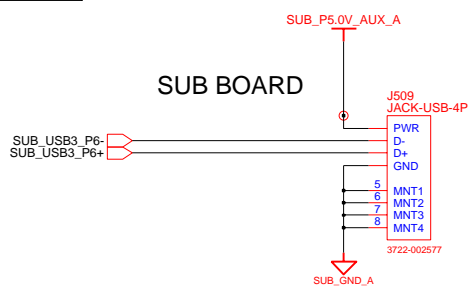 SUB_P5.0V_AUX_A
SUB BOARD
J509
JACK-USB-4P
PWR
SUB_USB3_P6- D-
SUB_USB3_P6+ D+
GND
5 MNT1
6 MNT2
7 MNT3
8 MNT4
3722-002577
SUB_GND_A